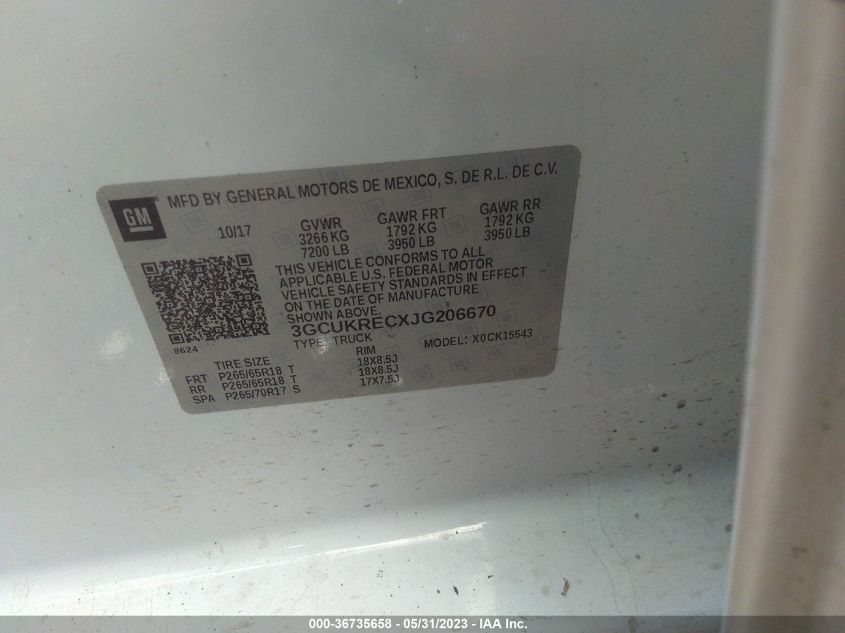 GM
MFD BY GENERAL MOTORS DE MEXICO, S. DE R.L. DE C.V.
10/17 GVWR GAWR FRT GAWR RR
3266 KG 1792 KG 1792 KG
7200 LB 3950 LB 3950 LB
THIS VEHICLE CONFORMS TO ALL
APPLICABLE U.S. FEDERAL MOTOR
VEHICLE SAFETY STANDARDS IN EFFECT
ON THE DATE OF MANUFACTURE
SHOWN ABOVE.
3GCUKRECXJG206670
8624 TYPE: TRUCK MODEL: X0CK15543
TIRE SIZE RIM
FRT P265/65R18 T 18X8.5J
RR P265/65R18 T 18X8.5J
SPA P265/70R17 S 17X7.5J
000-36735658 - 05/31/2023 - IAA Inc.